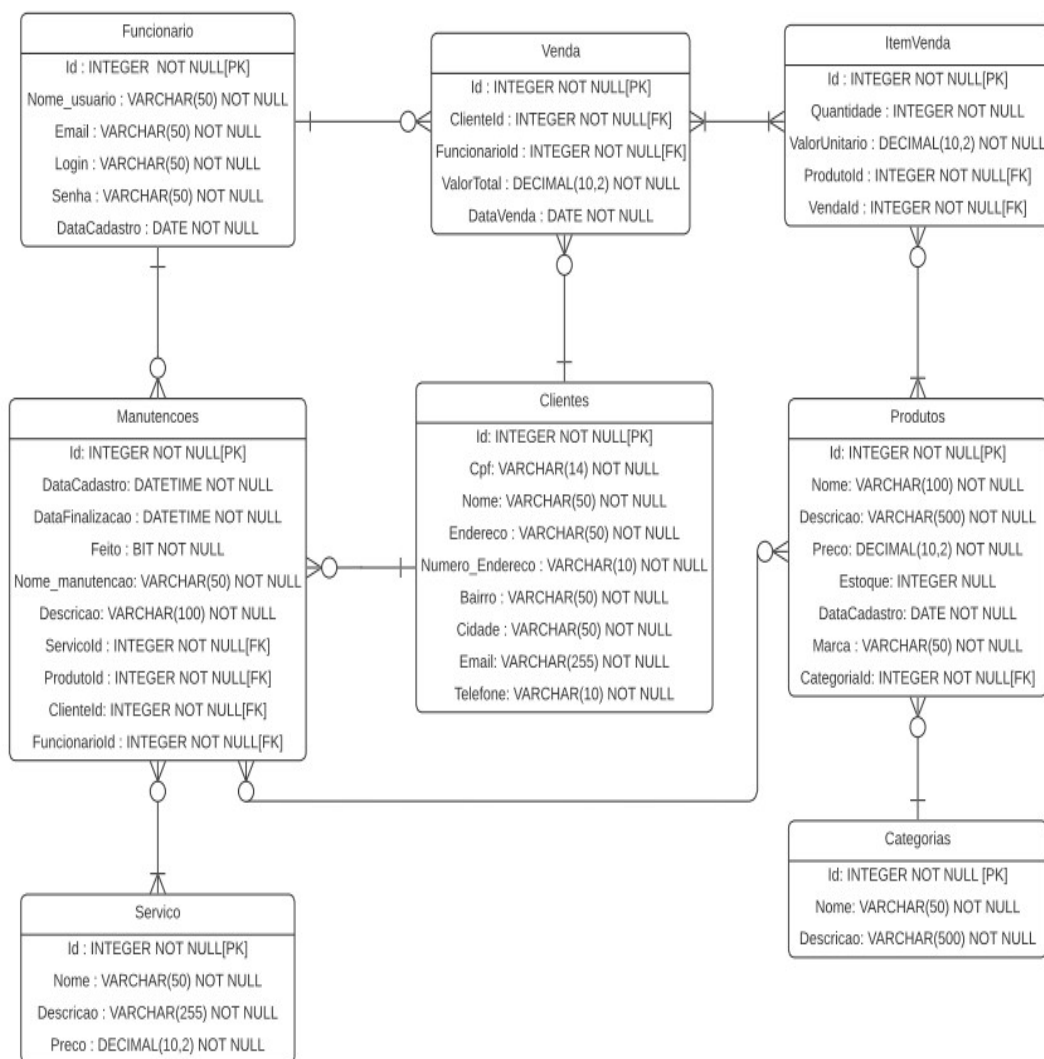 Funcionario
Id : INTEGER NOT NULL[PK]
Nome_usuario : VARCHAR(50) NOT NULL
Email : VARCHAR(50) NOT NULL
Login : VARCHAR(50) NOT NULL
Senha : VARCHAR(50) NOT NULL
DataCadastro : DATE NOT NULL
Venda
Id : INTEGER NOT NULL[PK]
ClienteId : INTEGER NOT NULL[FK]
FuncionarioId : INTEGER NOT NULL[FK]
ValorTotal : DECIMAL(10,2) NOT NULL
DataVenda : DATE NOT NULL
ItemVenda
Id : INTEGER NOT NULL[PK]
Quantidade : INTEGER NOT NULL
ValorUnitario : DECIMAL(10,2) NOT NULL
ProdutoId : INTEGER NOT NULL[FK]
VendaId : INTEGER NOT NULL[FK]
Manutencoes
Id: INTEGER NOT NULL[PK]
DataCadastro: DATETIME NOT NULL
DataFinalizacao : DATETIME NOT NULL
Feito : BIT NOT NULL
Nome_manutencao: VARCHAR(50) NOT NULL
Descricao: VARCHAR(100) NOT NULL
ServicoId : INTEGER NOT NULL[FK]
ProdutoId : INTEGER NOT NULL[FK]
ClienteId: INTEGER NOT NULL[FK]
FuncionarioId : INTEGER NOT NULL[FK]
Clientes
Id: INTEGER NOT NULL[PK]
Cpf: VARCHAR(14) NOT NULL
Nome: VARCHAR(50) NOT NULL
Endereco : VARCHAR(50) NOT NULL
Numero_Endereco : VARCHAR(10) NOT NULL
Bairro : VARCHAR(50) NOT NULL
Cidade : VARCHAR(50) NOT NULL
Email: VARCHAR(255) NOT NULL
Telefone: VARCHAR(10) NOT NULL
Produtos
Id: INTEGER NOT NULL[PK]
Nome: VARCHAR(100) NOT NULL
Descricao: VARCHAR(500) NOT NULL
Preco: DECIMAL(10,2) NOT NULL
Estoque: INTEGER NULL
DataCadastro: DATE NOT NULL
Marca : VARCHAR(50) NOT NULL
CategoriaId: INTEGER NOT NULL[FK]
Servico
Id : INTEGER NOT NULL[PK]
Nome : VARCHAR(50) NOT NULL
Descricao : VARCHAR(255) NOT NULL
Preco : DECIMAL(10,2) NOT NULL
Categorias
Id: INTEGER NOT NULL [PK]
Nome: VARCHAR(50) NOT NULL
Descricao: VARCHAR(500) NOT NULL